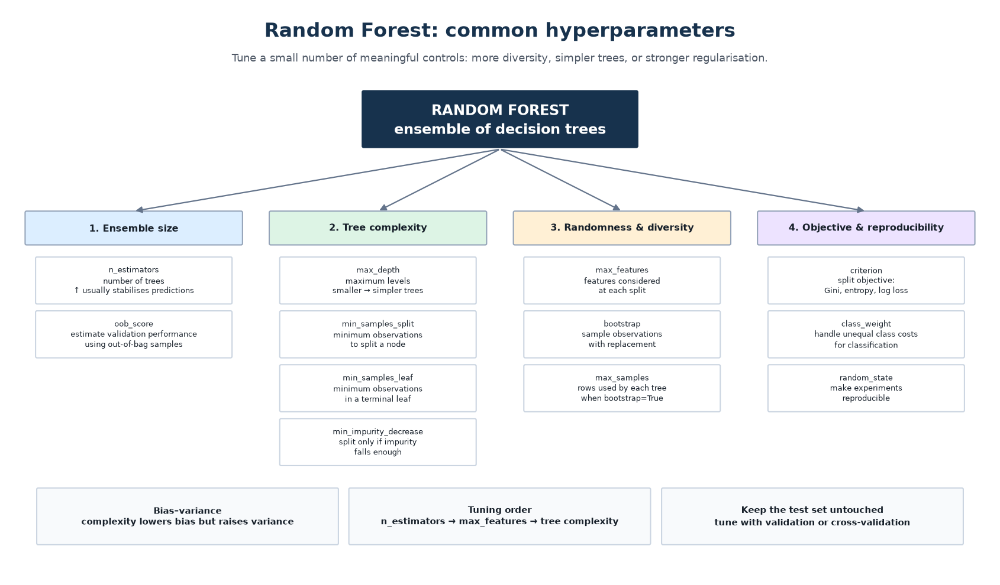 Random Forest: common hyperparameters
Tune a small number of meaningful controls: more diversity, simpler trees, or stronger regularisation.
RANDOM FOREST
ensemble of decision trees
1. Ensemble size
n_estimators
number of trees
↑ usually stabilises predictions
oob_score
estimate validation performance
using out-of-bag samples
2. Tree complexity
max_depth
maximum levels
smaller → simpler trees
min_samples_split
minimum observations
to split a node
min_samples_leaf
minimum observations
in a terminal leaf
min_impurity_decrease
split only if impurity
falls enough
3. Randomness & diversity
max_features
features considered
at each split
bootstrap
sample observations
with replacement
max_samples
rows used by each tree
when bootstrap=True
4. Objective & reproducibility
criterion
split objective:
Gini, entropy, log loss
class_weight
handle unequal class costs
for classification
random_state
make experiments
reproducible
Bias–variance
complexity lowers bias but raises variance
Tuning order
n_estimators → max_features → tree complexity
Keep the test set untouched
tune with validation or cross-validation